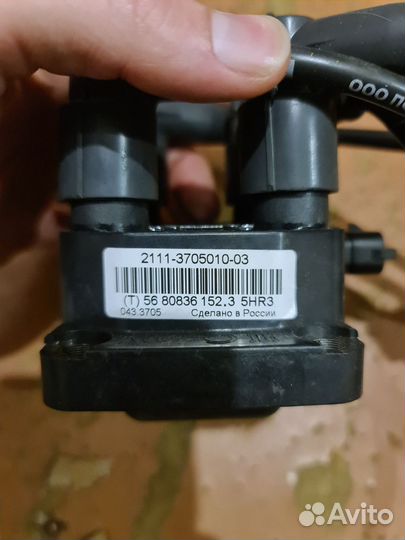 ООО
2111-3705010-03
(T) 56 80836 152,3 5HR3
043 3705 Сделано в России
Avito